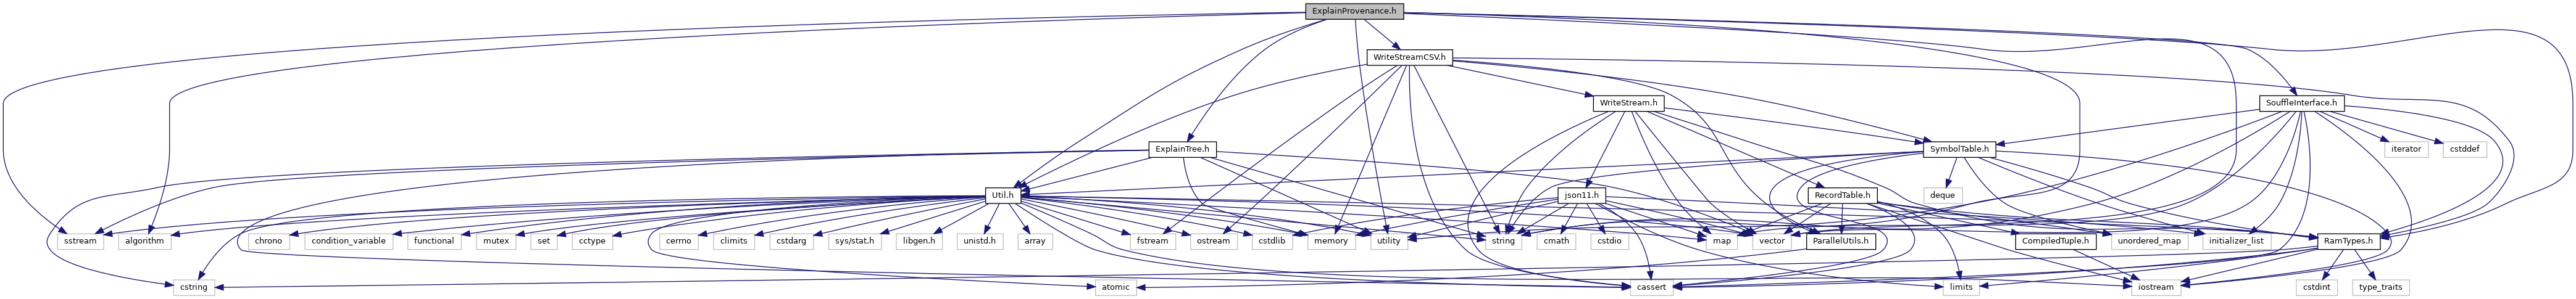 ExplainProvenance.h
WriteStreamCSV.h
WriteStream.h
SouffleInterface.h
ExplainTree.h
SymbolTable.h
iterator
cstddef
Util.h
json11.h
RecordTable.h
deque
sstream
algorithm
chrono
condition_variable
functional
mutex
set
cctype
cerrno
climits
cstdarg
sys/stat.h
libgen.h
unistd.h
array
fstream
ostream
cstdlib
memory
utility
string
cmath
cstdio
map
vector
ParallelUtils.h
CompiledTuple.h
unordered_map
initializer_list
RamTypes.h
cstring
atomic
cassert
limits
iostream
cstdint
type_traits